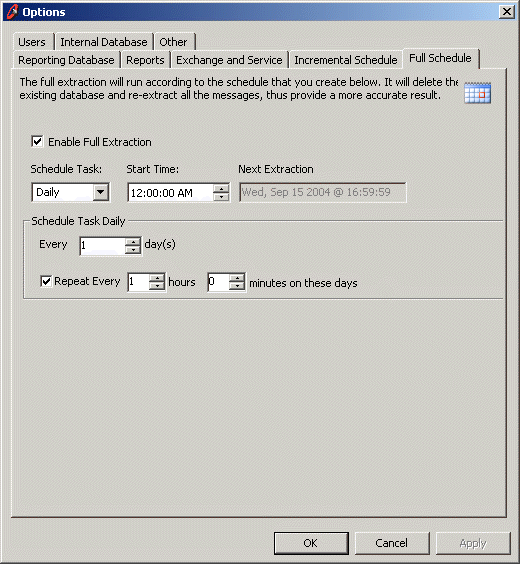 Options
Users Internal Database Other
Reporting Database Reports Exchange and Service Incremental Schedule Full Schedule
The full extraction will run according to the schedule that you create below. It will delete the
existing database and re-extract all the messages, thus provide a more accurate result.
Enable Full Extraction
Schedule Task: Start Time: Next Extraction
Daily 12:00:00 AM Wed, Sep 15 2004 @ 16:59:59
Schedule Task Daily
Every 1 day(s)
Repeat Every 1 hours 0 minutes on these days
OK Cancel Apply